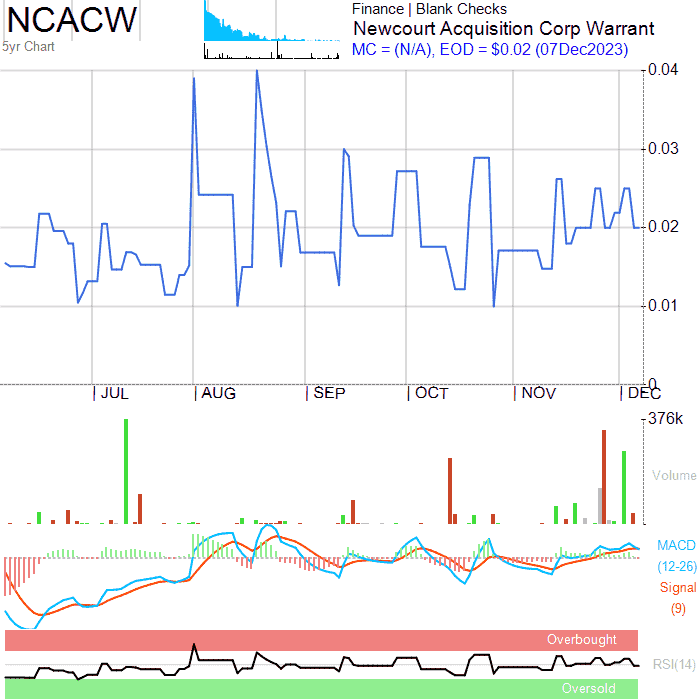 NCACW
5yr Chart
Finance | Blank Checks
Newcourt Acquisition Corp Warrant
MC = (N/A), EOD = $0.02 (07Dec2023)
0.04
0.03
0.02
0.01
0
JUL AUG SEP OCT NOV DEC
376k
Volume
MACD
(12-26)
Signal
(9)
Overbought
RSI(14)
Oversold